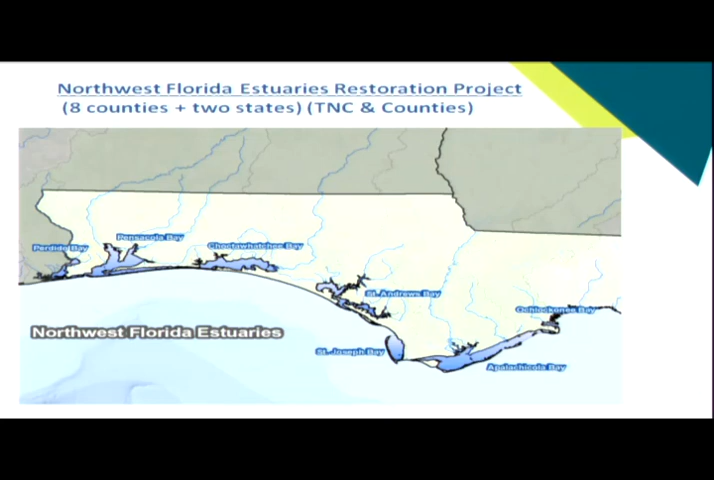 Northwest Florida Estuaries Restoration Project
(8 counties + two states) (TNC & Counties)
Perdido Bay
Pensacola Bay
Choctawhatchee Bay
St. Andrews Bay
Ochlockonee Bay
Northwest Florida Estuaries
St. Joseph Bay
Apalachicola Bay